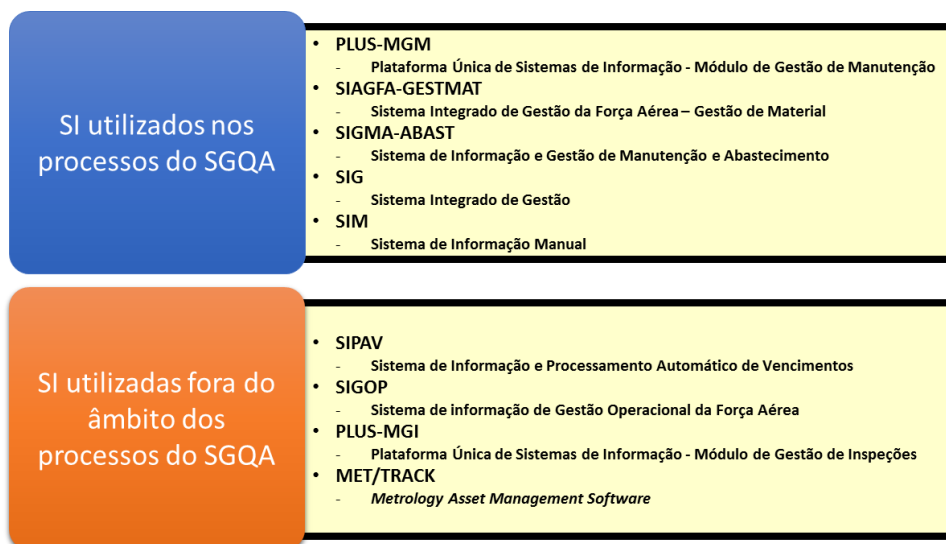 SI utilizados nos
processos do SGQA
• PLUS-MGM
- Plataforma Única de Sistemas de Informação - Módulo de Gestão de Manutenção
• SIAGFA-GESTMAT
- Sistema Integrado de Gestão da Força Aérea – Gestão de Material
• SIGMA-ABAST
- Sistema de Informação e Gestão de Manutenção e Abastecimento
• SIG
- Sistema Integrado de Gestão
• SIM
- Sistema de Informação Manual
SI utilizadas fora do
âmbito dos
processos do SGQA
• SIPAV
- Sistema de Informação e Processamento Automático de Vencimentos
• SIGOP
- Sistema de informação de Gestão Operacional da Força Aérea
• PLUS-MGI
- Plataforma Única de Sistemas de Informação - Módulo de Gestão de Inspeções
• MET/TRACK
- Metrology Asset Management Software